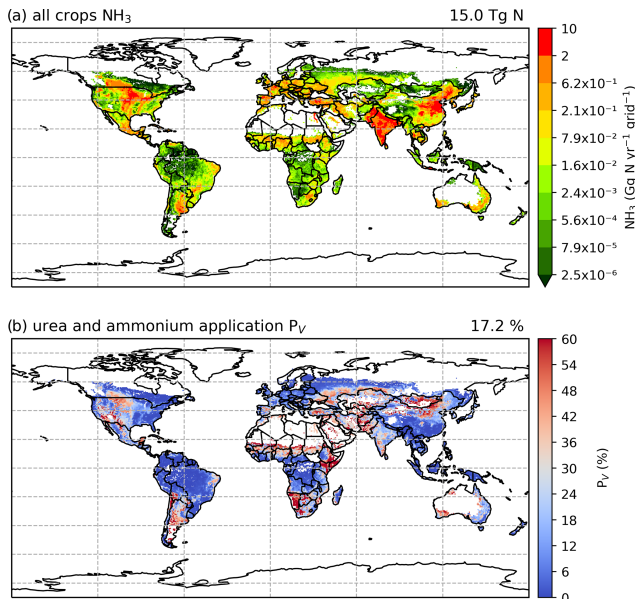 (a) all crops NH₃ 15.0 Tg N
10
2
6.2x10⁻¹
2.1x10⁻¹
7.9x10⁻²
1.6x10⁻²
2.4x10⁻³
5.6x10⁻⁴
7.9x10⁻⁵
2.5x10⁻⁶
NH₃ (Gg N yr⁻¹ grid⁻¹)
(b) urea and ammonium application P_V 17.2 %
60
54
48
42
36
30
24
18
12
6
0
P_V (%)